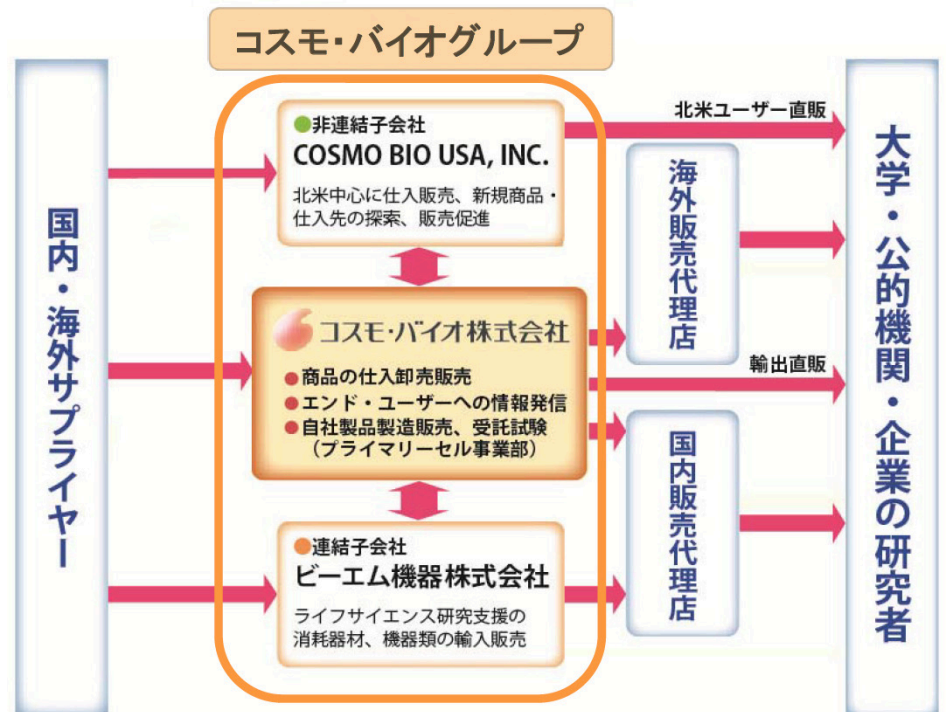 コスモ・バイオグループ
国内・海外サプライヤー
●非連結子会社
COSMO BIO USA, INC.
北米中心に仕入販売、新規商品・
仕入先の探索、販売促進
コスモ・バイオ株式会社
●商品の仕入卸売販売
●エンド・ユーザーへの情報発信
●自社製品製造販売、受託試験
（プライマリーセル事業部）
●連結子会社
ビーエム機器株式会社
ライフサイエンス研究支援の
消耗器材、機器類の輸入販売
北米ユーザー直販
海外販売代理店
輸出直販
国内販売代理店
大学・公的機関・企業の研究者